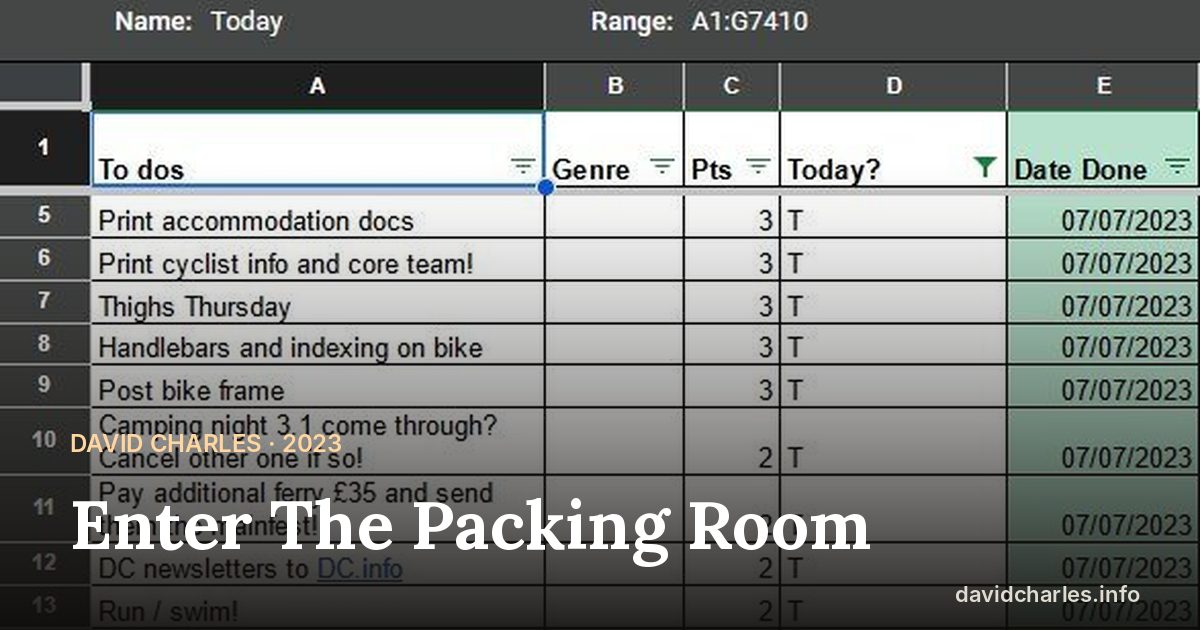 Name: Today Range: A1:G7410
A B C D E
1 To dos Genre Pts Today? Date Done
5 Print accommodation docs 3 T 07/07/2023
6 Print cyclist info and core team! 3 T 07/07/2023
7 Thighs Thursday 3 T 07/07/2023
8 Handlebars and indexing on bike 3 T 07/07/2023
9 Post bike frame 3 T 07/07/2023
10 Camping night 3 1 come through?
Cancel other one if so! 2 T 07/07/2023
DAVID CHARLES · 2023
11 Pay additional ferry £35 and send
07/07/2023
Enter The Packing Room
12 DC newsletters to DC.info 2 T 07/07/2023
13 Run / swim! 2 T 07/07/2023
davidcharles.info